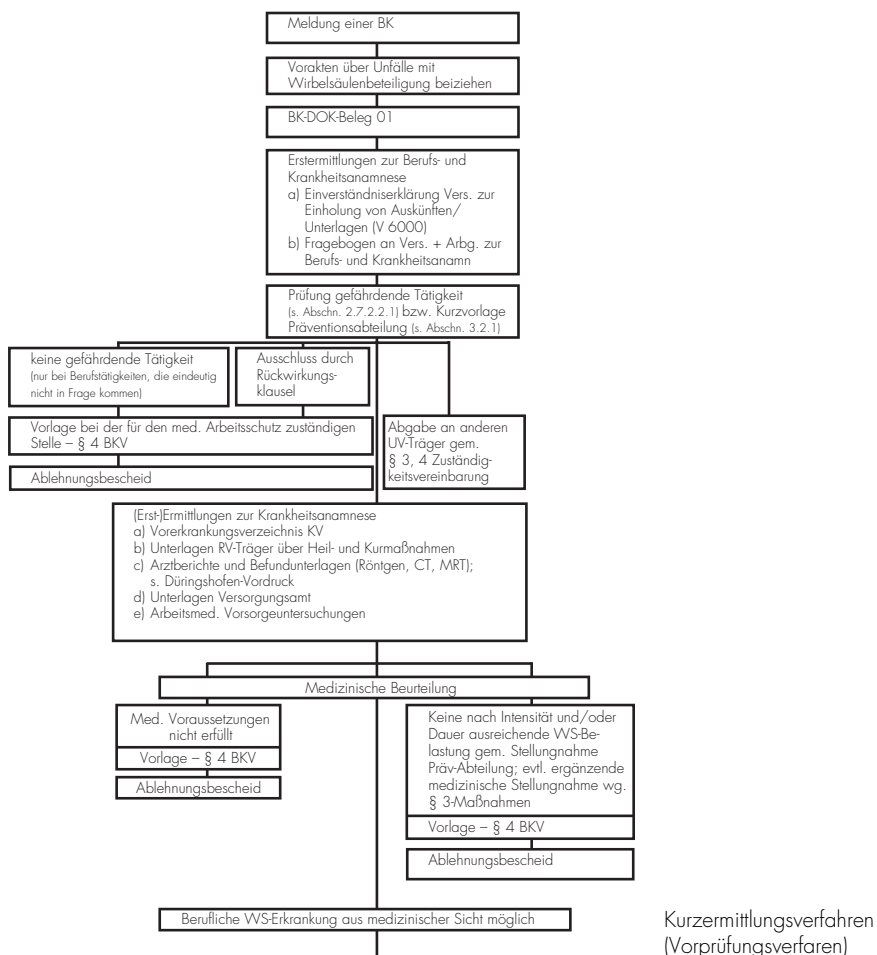 Meldung einer BK
Vorakten über Unfälle mit
Wirbelsäulenbeteiligung beiziehen
BK-DOK-Beleg 01
Erstermittlungen zur Berufs- und
Krankheitsanamnese
a) Einverständniserklärung Vers. zur
Einholung von Auskünften/
Unterlagen (V 6000)
b) Fragebogen an Vers. + Arbg. zur
Berufs- und Krankheitsanamn
Prüfung gefährdende Tätigkeit
(s. Abschn. 2.7.2.2.1) bzw. Kurzvorlage
Präventionsabteilung (s. Abschn. 3.2.1)
keine gefährdende Tätigkeit
(nur bei Berufstätigkeiten, die eindeutig
nicht in Frage kommen)
Ausschluss durch
Rückwirkungs-
klausel
Vorlage bei der für den med. Arbeitsschutz zuständigen
Stelle – § 4 BKV
Ablehnungsbescheid
Abgabe an anderen
UV-Träger gem.
§ 3, 4 Zuständig-
keitsvereinbarung
(Erst-)Ermittlungen zur Krankheitsanamnese
a) Vorerkrankungsverzeichnis KV
b) Unterlagen RV-Träger über Heil- und Kurmaßnahmen
c) Arztberichte und Befundunterlagen (Röntgen, CT, MRT);
s. Düringshofen-Vordruck
d) Unterlagen Versorgungsamt
e) Arbeitsmed. Vorsorgeuntersuchungen
Medizinische Beurteilung
Med. Voraussetzungen
nicht erfüllt
Vorlage – § 4 BKV
Ablehnungsbescheid
Keine nach Intensität und/oder
Dauer ausreichende WS-Be-
lastung gem. Stellungnahme
Präv-Abteilung; evtl. ergänzende
medizinische Stellungnahme wg.
§ 3-Maßnahmen
Vorlage – § 4 BKV
Ablehnungsbescheid
Berufliche WS-Erkrankung aus medizinischer Sicht möglich
Kurzermittlungsverfahren
(Vorprüfungsverfaren)